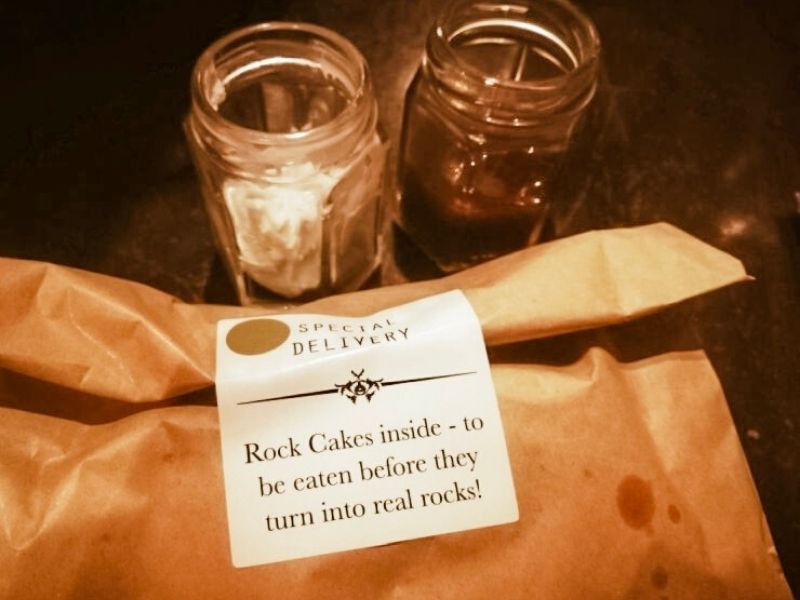 SPECIAL
DELIVERY
Rock Cakes inside - to
be eaten before they
turn into real rocks!